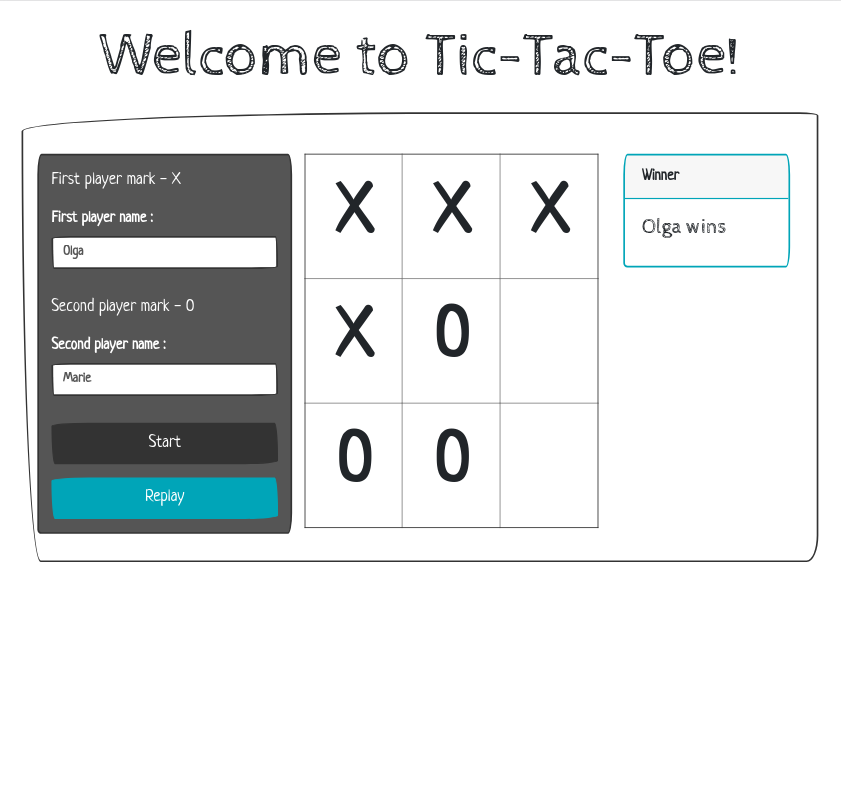 Welcome to Tic-Tac-Toe!
First player mark - X
First player name :
Olga
Second player mark - 0
Second player name :
Marie
Start
Replay
X X X
X 0
0 0
Winner
Olga wins